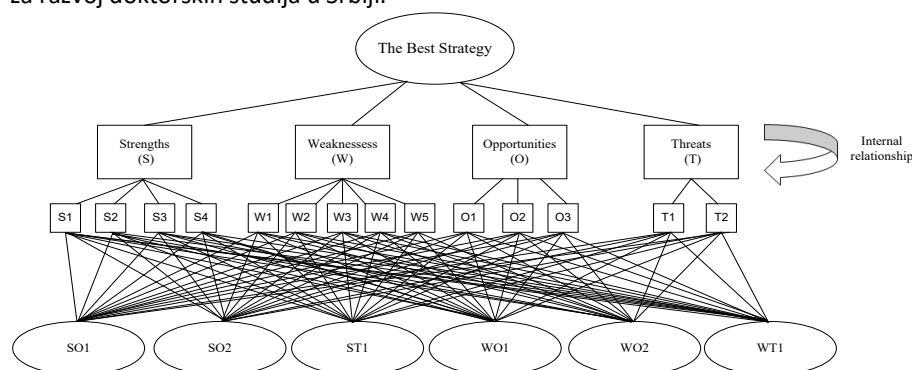 za razvoj doktorskih studija u Srbiji.
The Best Strategy
Strengths
(S)
Weaknessess
(W)
Opportunities
(O)
Threats
(T)
Internal
relationship
S1 S2 S3 S4 W1 W2 W3 W4 W5 O1 O2 O3 T1 T2
SO1 SO2 ST1 WO1 WO2 WT1